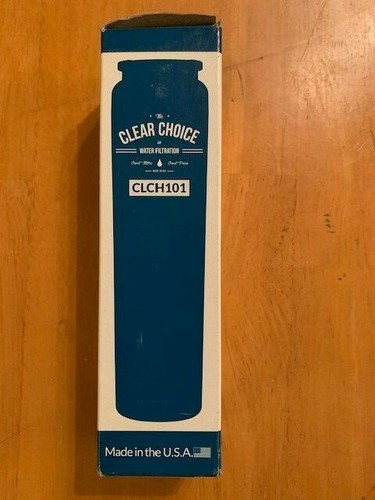 The
CLEAR CHOICE
in
WATER FILTRATION
CLCH101
Made in the U.S.A.